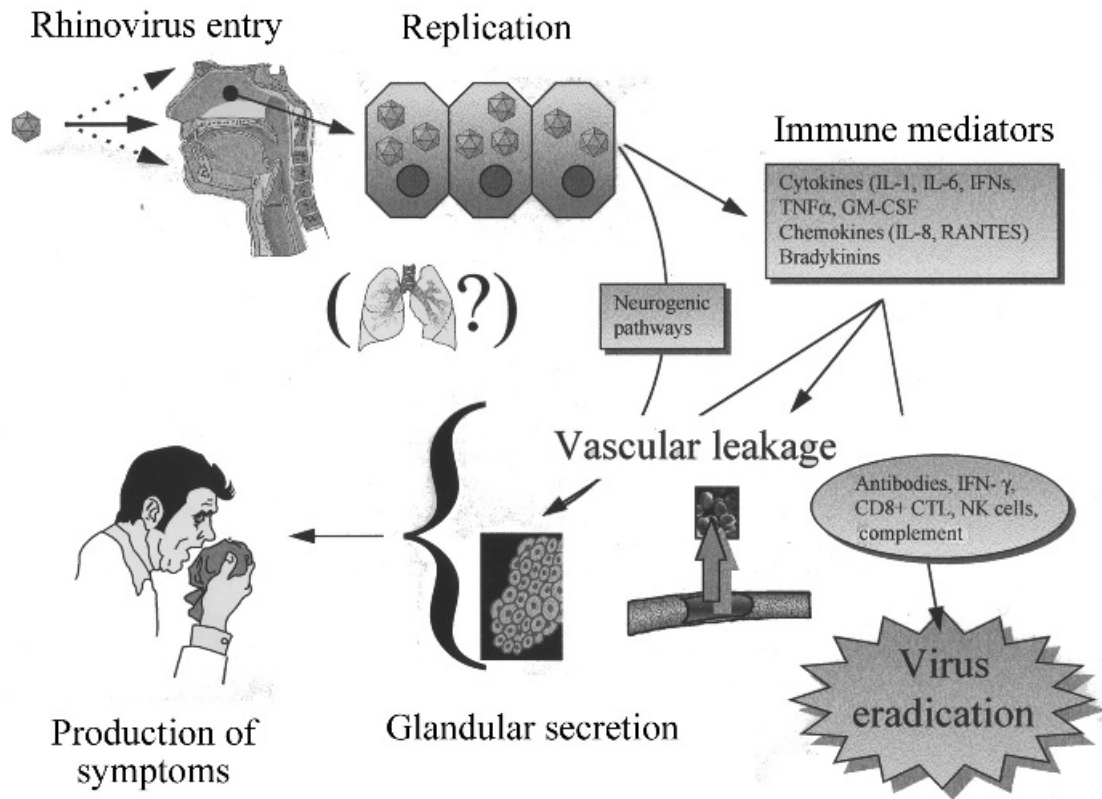 Rhinovirus entry
Replication
Immune mediators
Cytokines (IL-1, IL-6, IFNs,
TNFα, GM-CSF
Chemokines (IL-8, RANTES)
Bradykinins
( ? )
Neurogenic
pathways
Vascular leakage
Antibodies, IFN- γ,
CD8+ CTL, NK cells,
complement
Virus
eradication
Glandular secretion
Production of
symptoms